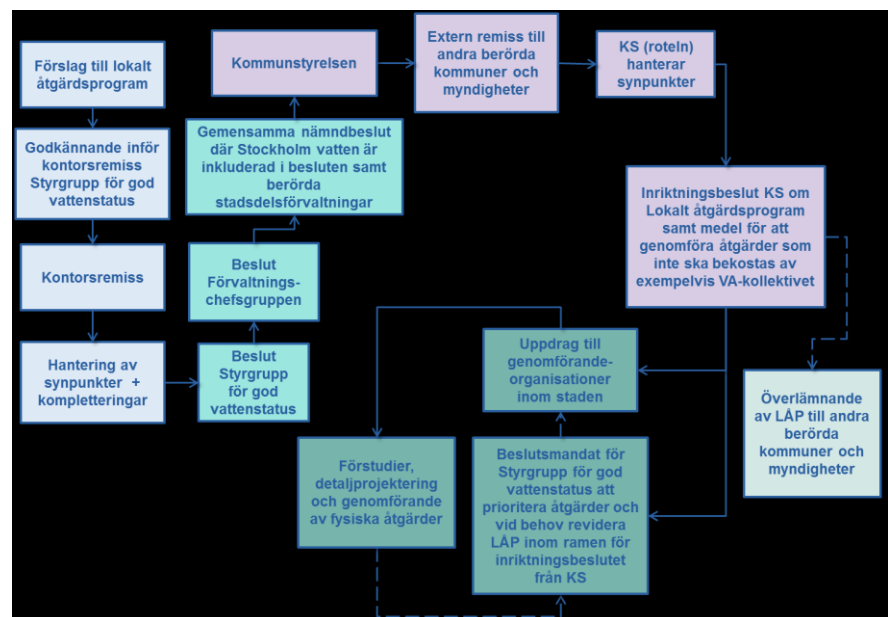 Förslag till lokalt
åtgärdsprogram
Godkännande inför
kontorsremiss
Styrgrupp för god
vattenstatus
Kontorsremiss
Hantering av
synpunkter +
kompletteringar
Beslut
Styrgrupp
för god
vattenstatus
Beslut
Förvaltnings-
chefsgruppen
Gemensamma nämndbeslut
där Stockholm vatten är
inkluderad i besluten samt
berörda
stadsdelsförvaltningar
Kommunstyrelsen
Extern remiss till
andra berörda
kommuner och
myndigheter
KS (roteln)
hanterar
synpunkter
Inriktningsbeslut KS om
Lokalt åtgärdsprogram
samt medel för att
genomföra åtgärder som
inte ska bekostas av
exempelvis VA-kollektivet
Uppdrag till
genomförande-
organisationer
inom staden
Förstudier,
detaljprojektering
och genomförande
av fysiska åtgärder
Beslutsmandat för
Styrgrupp för god
vattenstatus att
prioritera åtgärder och
vid behov revidera
LÅP inom ramen för
inriktningsbeslutet
från KS
Överlämnande
av LÅP till andra
berörda
kommuner och
myndigheter